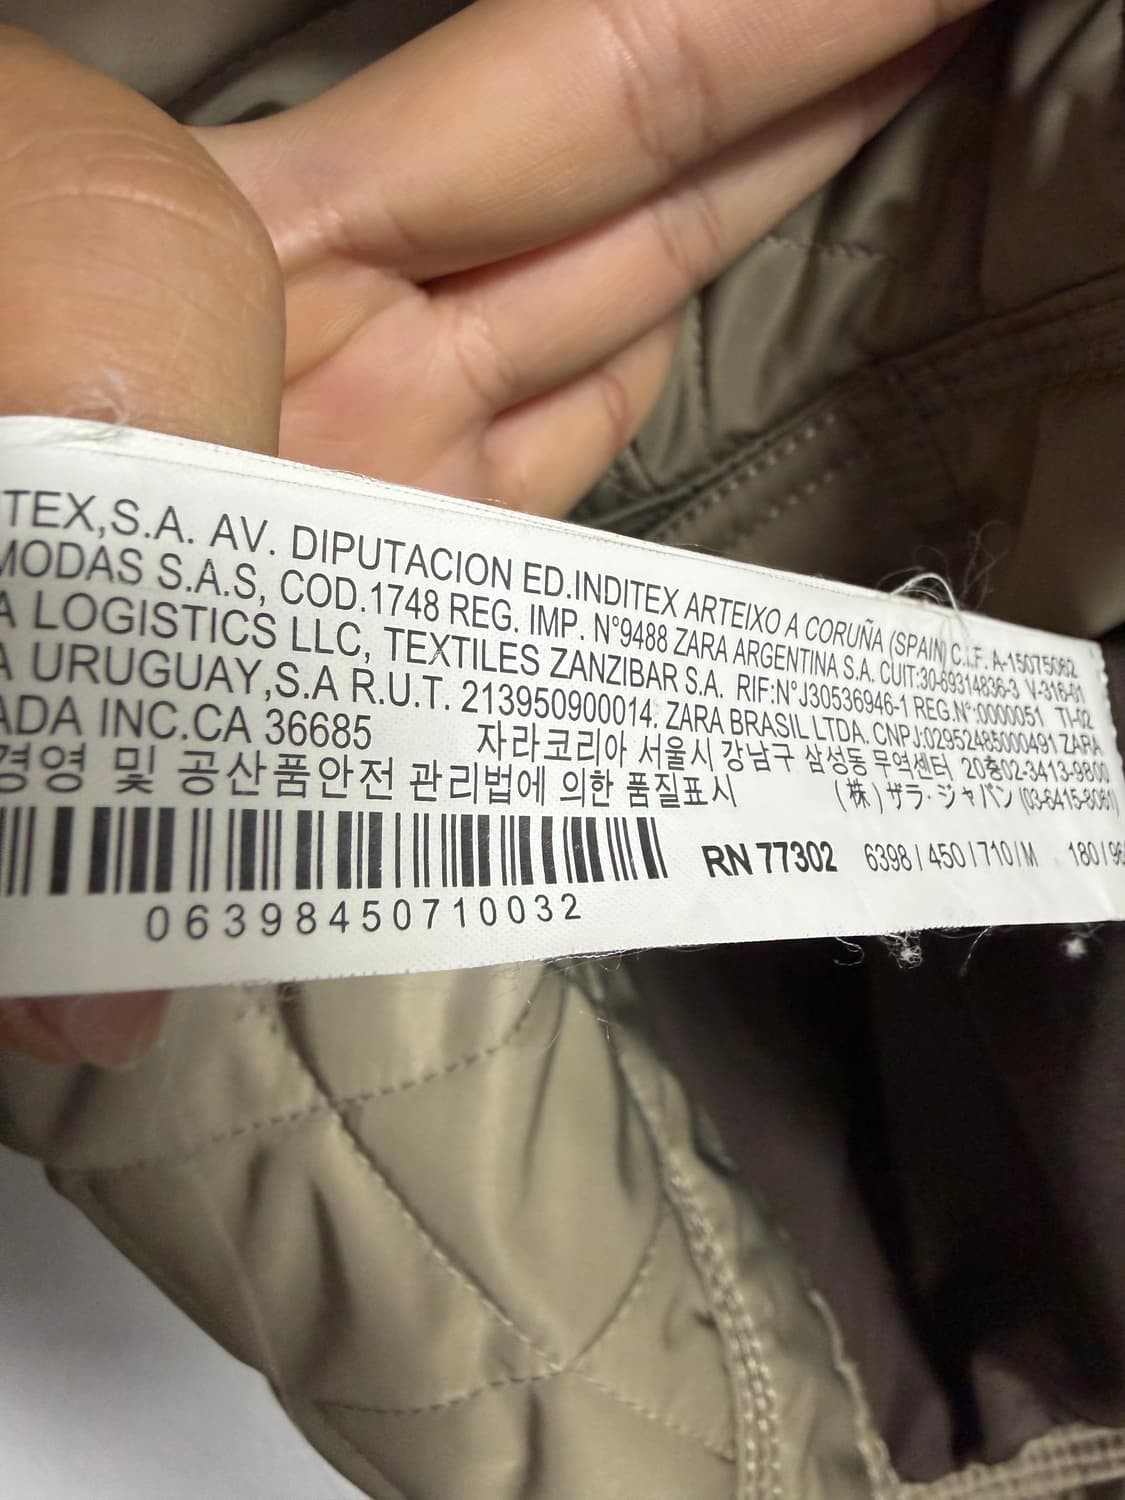 TEX,S.A. AV. DIPUTACION ED.INDITEX ARTEIXO A CORUÑA (SPAIN) C.I.F. A-15075062
MODAS S.A.S, COD.1748 REG. IMP. N°9488 ZARA ARGENTINA S.A. CUIT:30-69314836-3 V-316-01
A LOGISTICS LLC, TEXTILES ZANZIBAR S.A. RIF:N°J30536946-1 REG.N°:0000051 TI-02
A URUGUAY,S.A R.U.T. 213950900014. ZARA BRASIL LTDA. CNPJ:02952485000491 ZARA
ADA INC.CA 36685 자라코리아 서울시 강남구 삼성동 무역센터 20층02-3413-9800
경영 및 공산품안전 관리법에 의한 품질표시 (株)ザラ・ジャパン (03-6415-8061)
RN 77302 6398/450/710/M 180/96
06398450710032